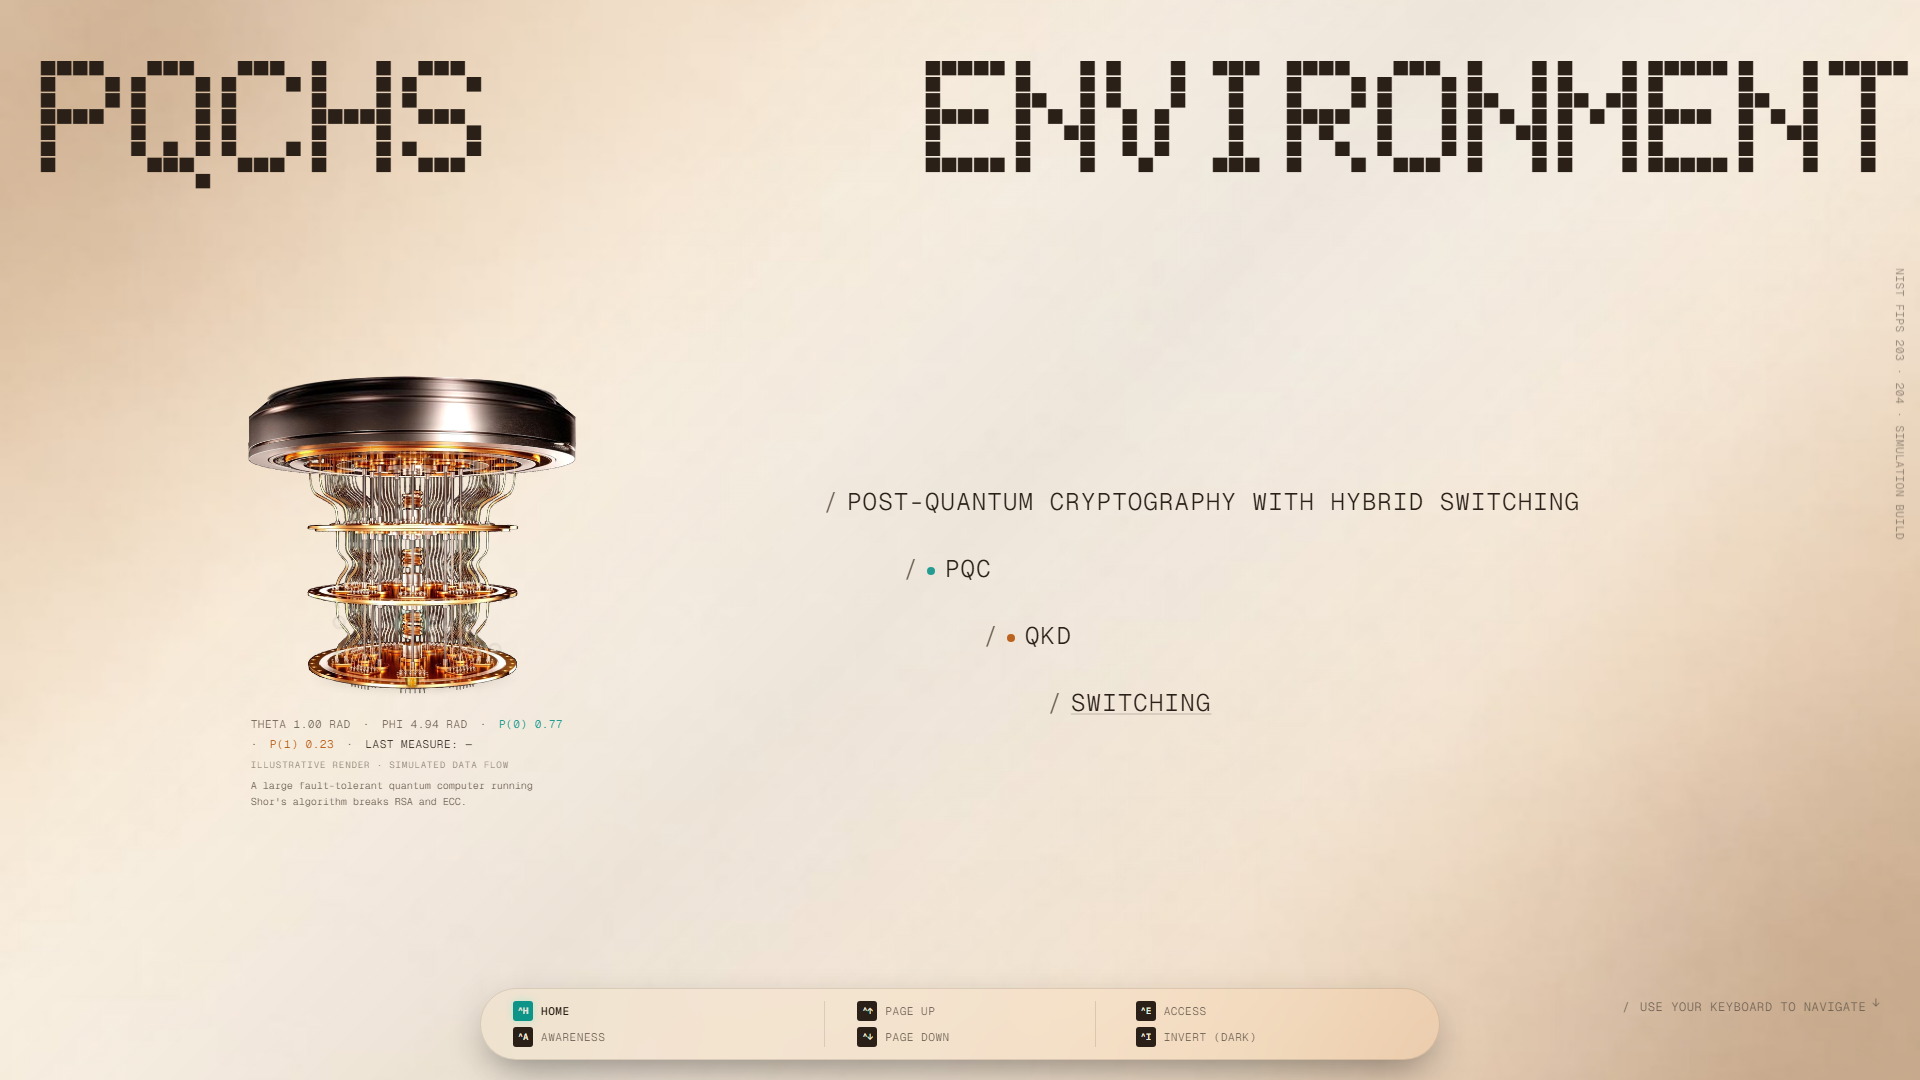 PQCHS ENVIRONMENT
NIST FIPS 203 · 204 · SIMULATION BUILD
/ POST-QUANTUM CRYPTOGRAPHY WITH HYBRID SWITCHING
/ • PQC
/ • QKD
/ SWITCHING
THETA 1.00 RAD · PHI 4.94 RAD · P(0) 0.77
· P(1) 0.23 · LAST MEASURE: —
ILLUSTRATIVE RENDER · SIMULATED DATA FLOW
A large fault-tolerant quantum computer running
Shor's algorithm breaks RSA and ECC.
^H HOME
^A AWARENESS
^↑ PAGE UP
^↓ PAGE DOWN
^E ACCESS
^I INVERT (DARK)
/ USE YOUR KEYBOARD TO NAVIGATE ↓